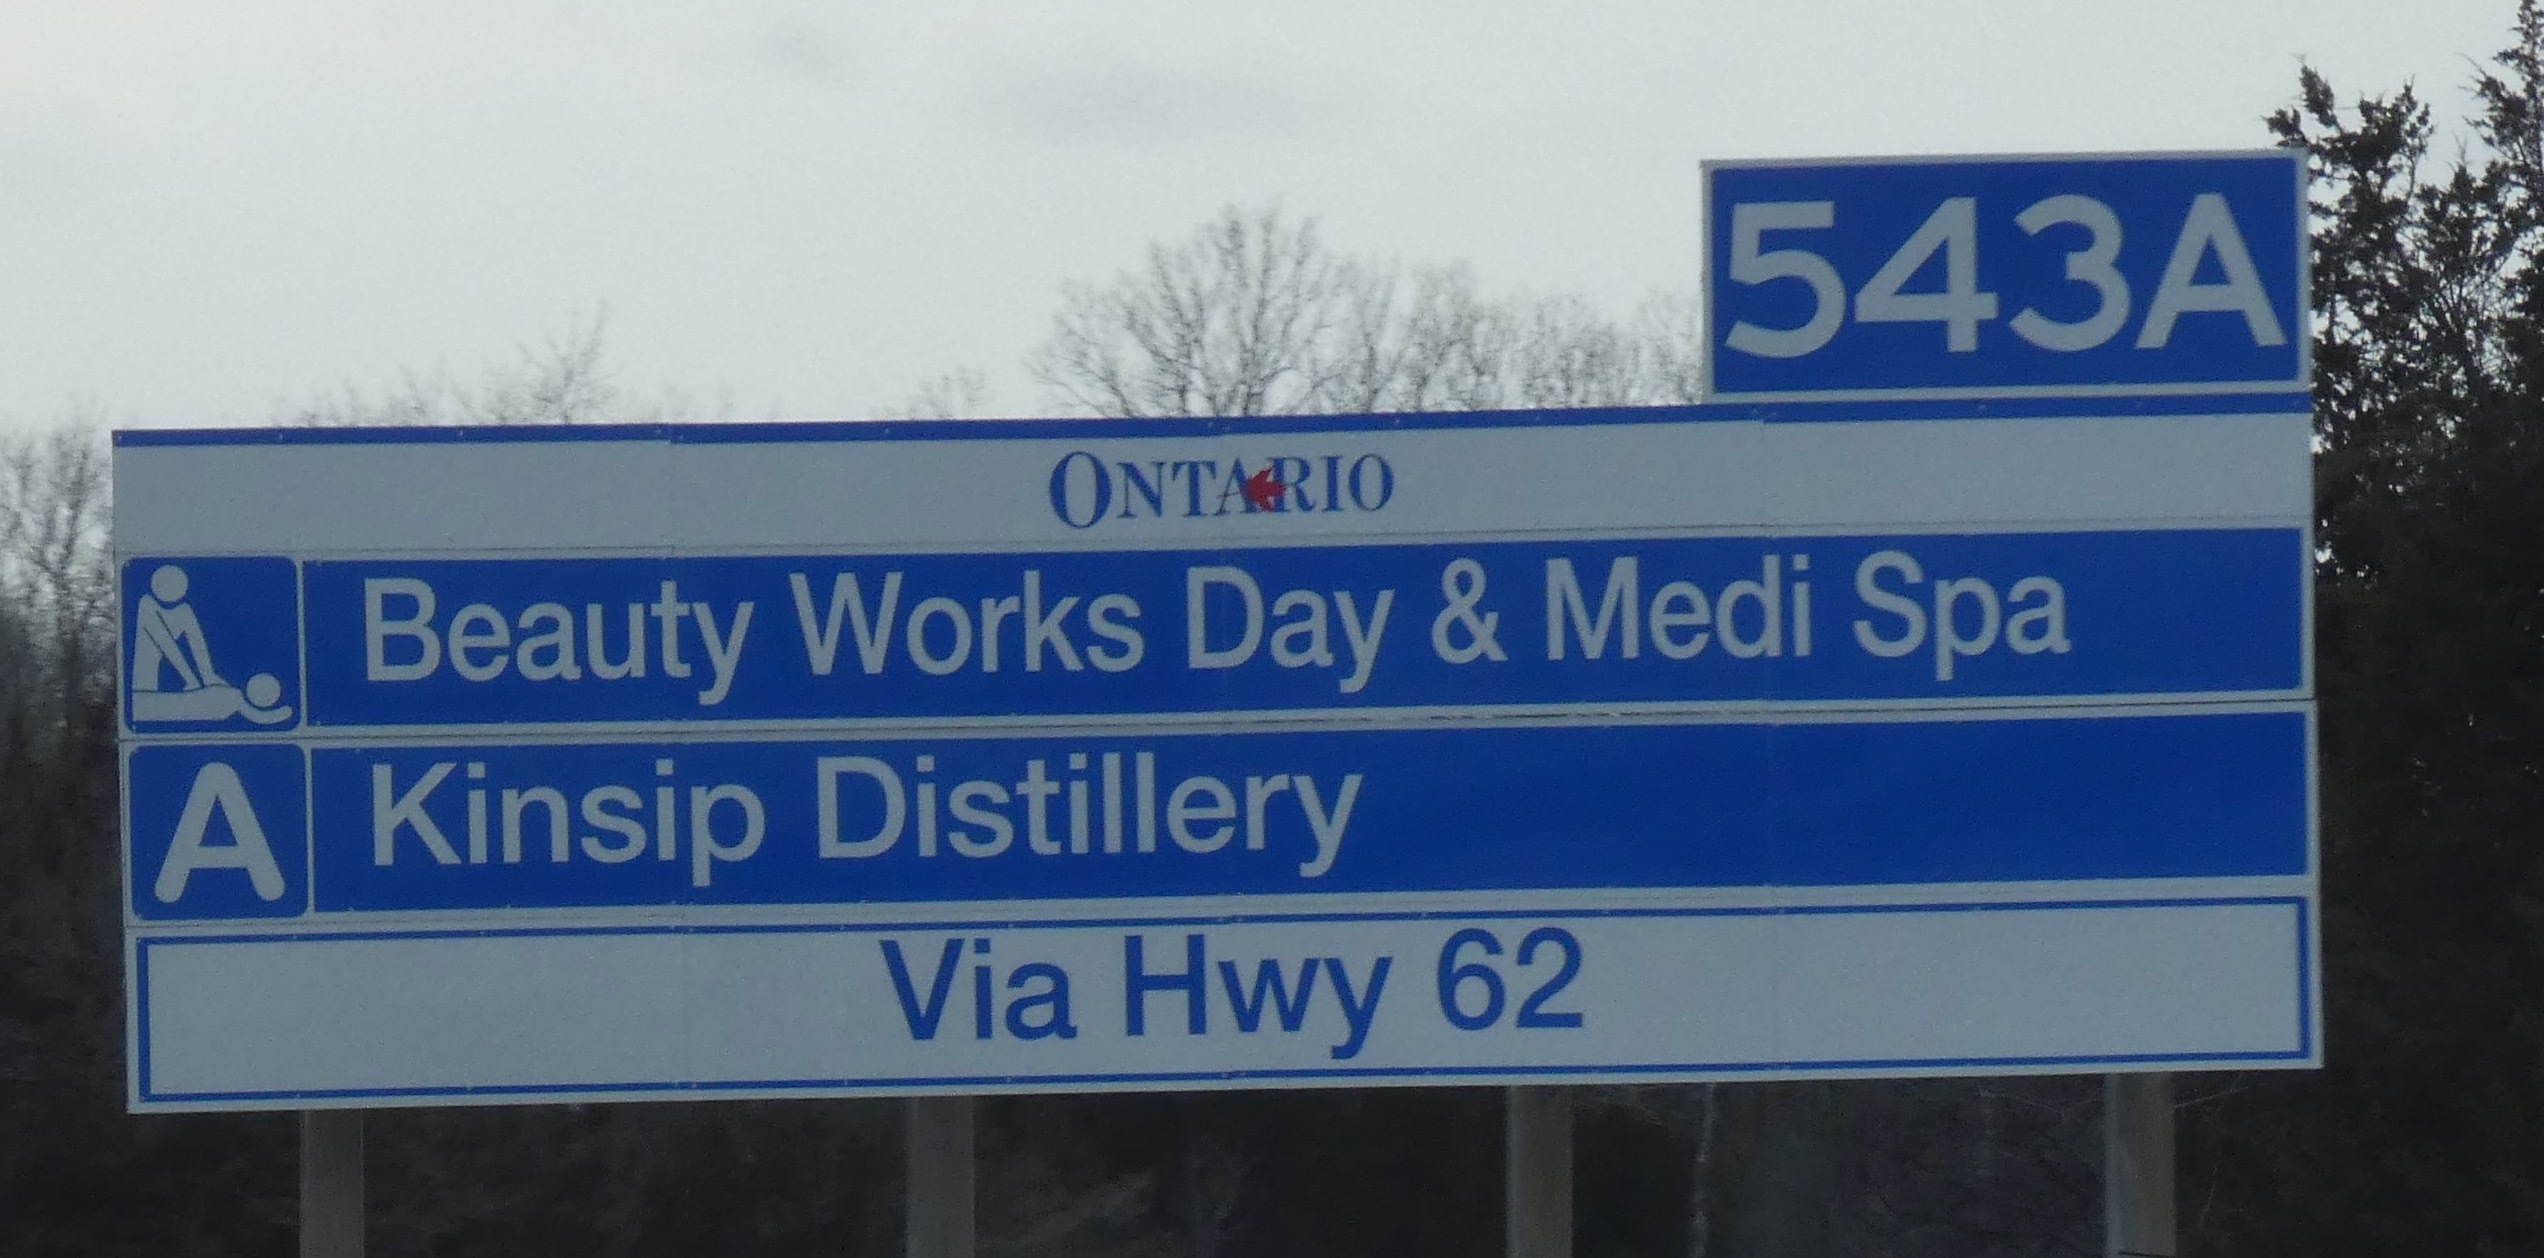 543A
ONTARIO
Beauty Works Day & Medi Spa
A Kinsip Distillery
Via Hwy 62